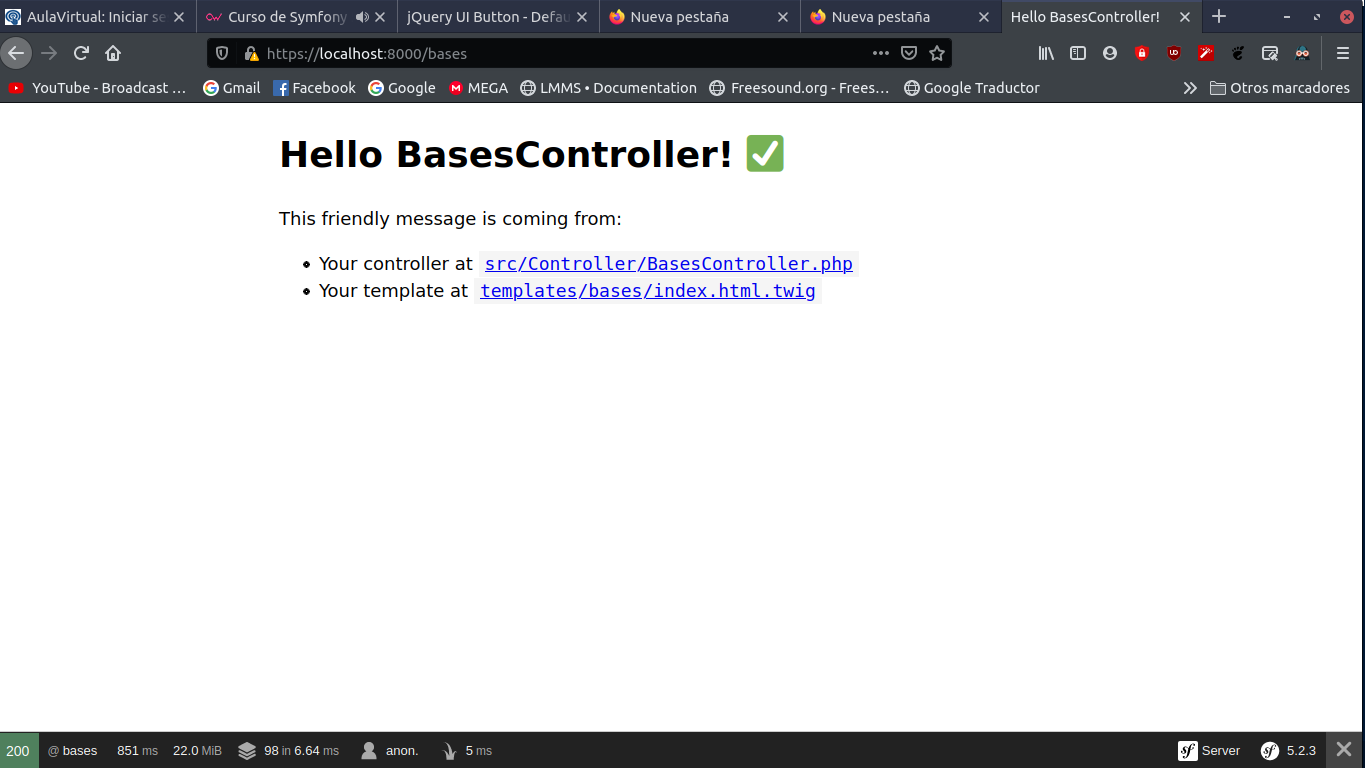 AulaVirtual: Iniciar se
Curso de Symfony
jQuery UI Button - Defau
Nueva pestaña
Nueva pestaña
Hello BasesController!
https://localhost:8000/bases
YouTube - Broadcast ...
Gmail
Facebook
Google
MEGA
LMMS • Documentation
Freesound.org - Frees...
Google Traductor
Otros marcadores
Hello BasesController! ✅
This friendly message is coming from:
Your controller at src/Controller/BasesController.php
Your template at templates/bases/index.html.twig
200 @ bases 851 ms 22.0 MiB 98 in 6.64 ms anon. 5 ms sf Server sf 5.2.3